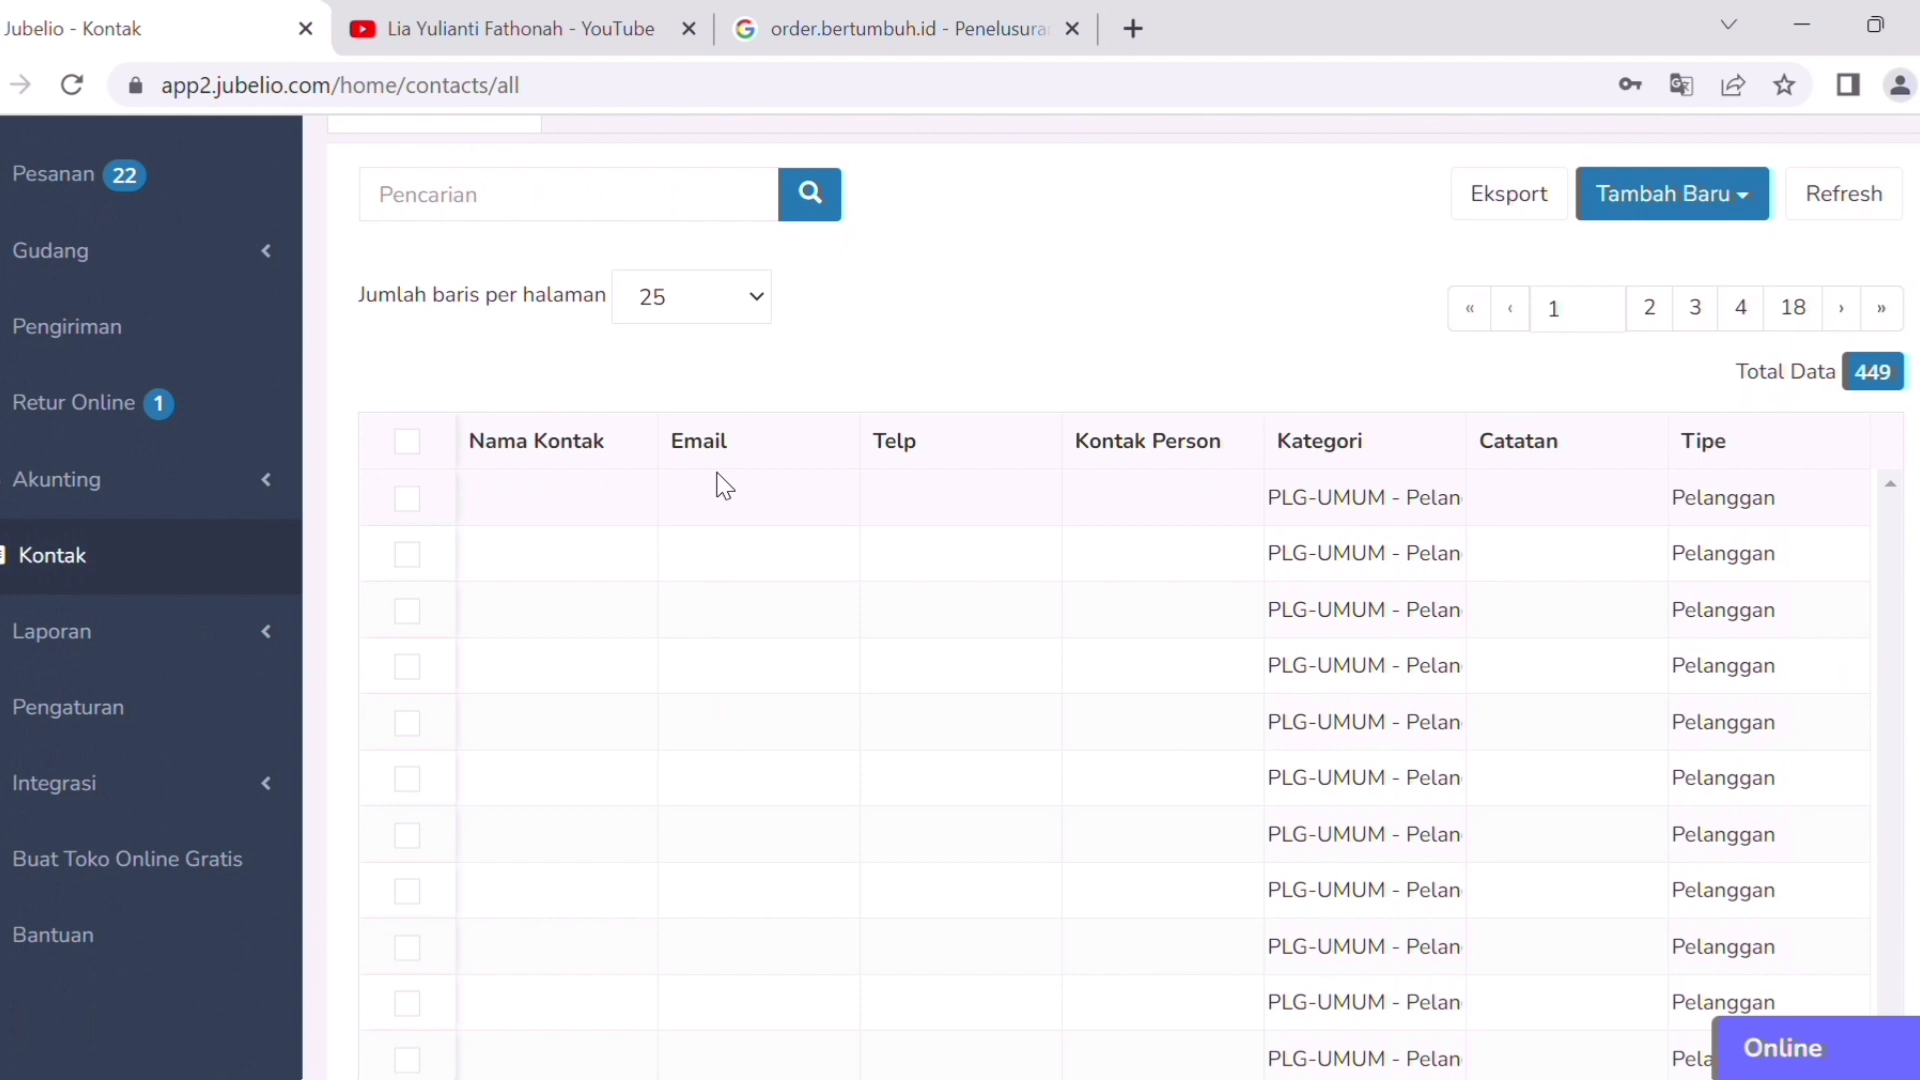 Jubelio - Kontak
Lia Yulianti Fathonah - YouTube
order.bertumbuh.id - Penelusura
app2.jubelio.com/home/contacts/all
Pesanan 22
Gudang
Pengiriman
Retur Online 1
Akunting
Kontak
Laporan
Pengaturan
Integrasi
Buat Toko Online Gratis
Bantuan
Pencarian
Eksport
Tambah Baru
Refresh
Jumlah baris per halaman 25
« ‹ 1 2 3 4 18 › »
Total Data 449
Nama Kontak Email Telp Kontak Person Kategori Catatan Tipe
PLG-UMUM - Pelan Pelanggan
PLG-UMUM - Pelan Pelanggan
PLG-UMUM - Pelan Pelanggan
PLG-UMUM - Pelan Pelanggan
PLG-UMUM - Pelan Pelanggan
PLG-UMUM - Pelan Pelanggan
PLG-UMUM - Pelan Pelanggan
PLG-UMUM - Pelan Pelanggan
PLG-UMUM - Pelan Pelanggan
PLG-UMUM - Pelan Pelanggan
PLG-UMUM - Pelan Pela
Online